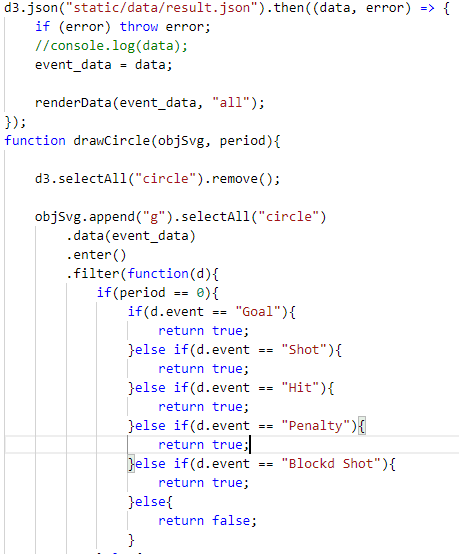 d3.json("static/data/result.json").then((data, error) => {
    if (error) throw error;
    //console.log(data);
    event_data = data;

    renderData(event_data, "all");
});
function drawCircle(objSvg, period){

    d3.selectAll("circle").remove();

    objSvg.append("g").selectAll("circle")
        .data(event_data)
        .enter()
        .filter(function(d){
            if(period == 0){
                if(d.event == "Goal"){
                    return true;
                }else if(d.event == "Shot"){
                    return true;
                }else if(d.event == "Hit"){
                    return true;
                }else if(d.event == "Penalty"){
                    return true;
                }else if(d.event == "Blockd Shot"){
                    return true;
                }else{
                    return false;
                }